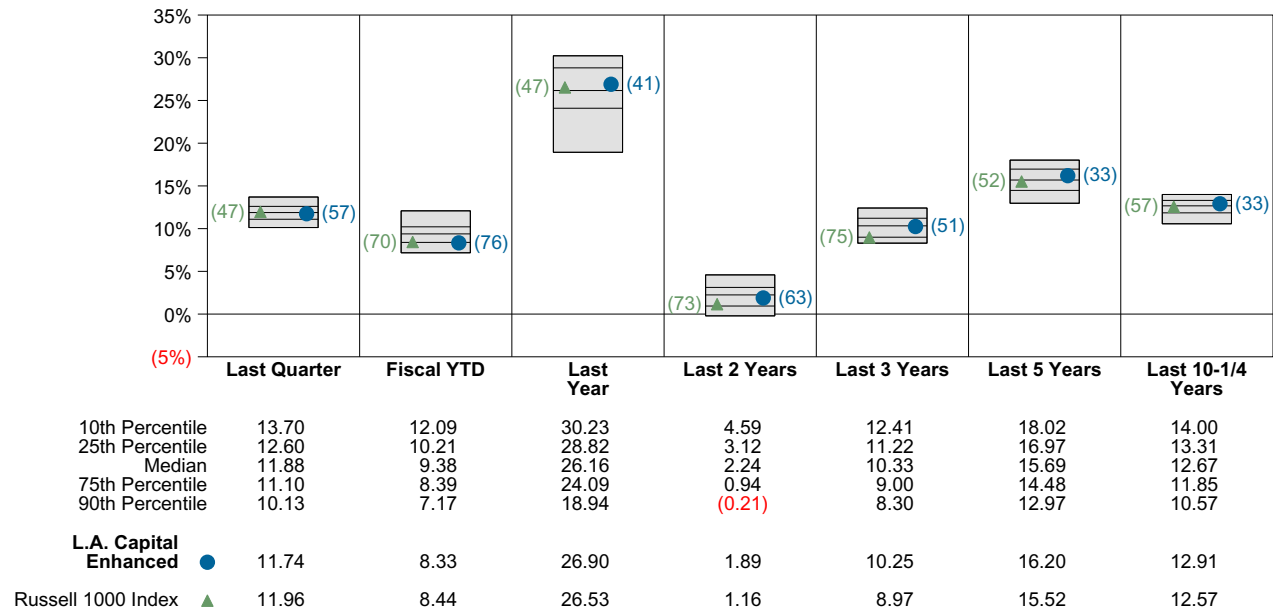 35%
30%
25%
20%
15%
10%
5%
0%
(5%)
(47) (57)
(70) (76)
(47) (41)
(73) (63)
(75) (51)
(52) (33)
(57) (33)
Last Quarter Fiscal YTD Last Year Last 2 Years Last 3 Years Last 5 Years Last 10-1/4 Years
10th Percentile 13.70 12.09 30.23 4.59 12.41 18.02 14.00
25th Percentile 12.60 10.21 28.82 3.12 11.22 16.97 13.31
Median 11.88 9.38 26.16 2.24 10.33 15.69 12.67
75th Percentile 11.10 8.39 24.09 0.94 9.00 14.48 11.85
90th Percentile 10.13 7.17 18.94 (0.21) 8.30 12.97 10.57
L.A. Capital
Enhanced 11.74 8.33 26.90 1.89 10.25 16.20 12.91
Russell 1000 Index 11.96 8.44 26.53 1.16 8.97 15.52 12.57